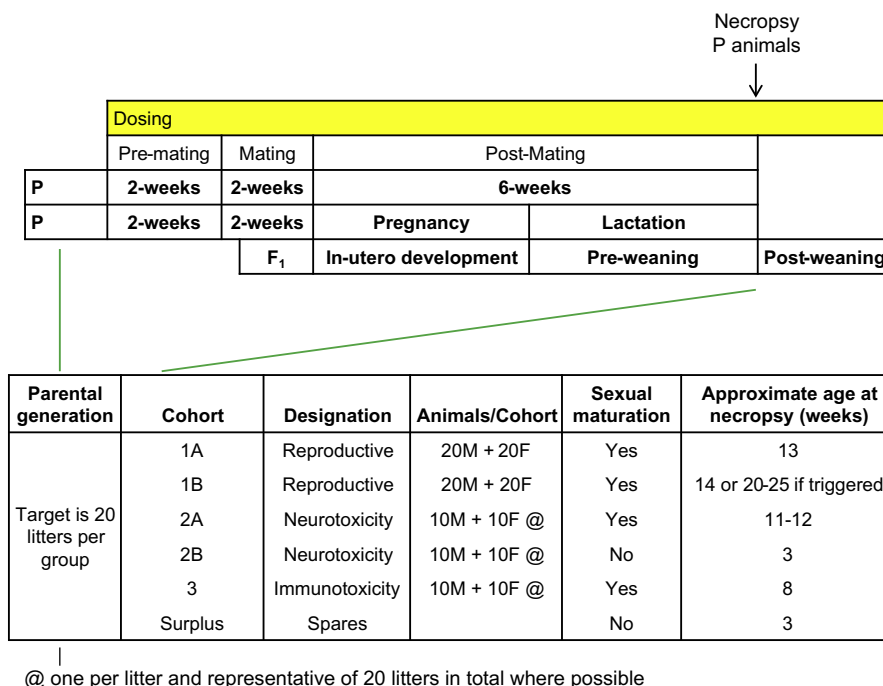 Necropsy
P animals
Dosing
Pre-mating Mating Post-Mating
P 2-weeks 2-weeks 6-weeks
P 2-weeks 2-weeks Pregnancy Lactation
F₁ In-utero development Pre-weaning Post-weaning
Parental generation Cohort Designation Animals/Cohort Sexual maturation Approximate age at necropsy (weeks)
Target is 20 litters per group
1A Reproductive 20M + 20F Yes 13
1B Reproductive 20M + 20F Yes 14 or 20-25 if triggered
2A Neurotoxicity 10M + 10F @ Yes 11-12
2B Neurotoxicity 10M + 10F @ No 3
3 Immunotoxicity 10M + 10F @ Yes 8
Surplus Spares No 3
@ one per litter and representative of 20 litters in total where possible